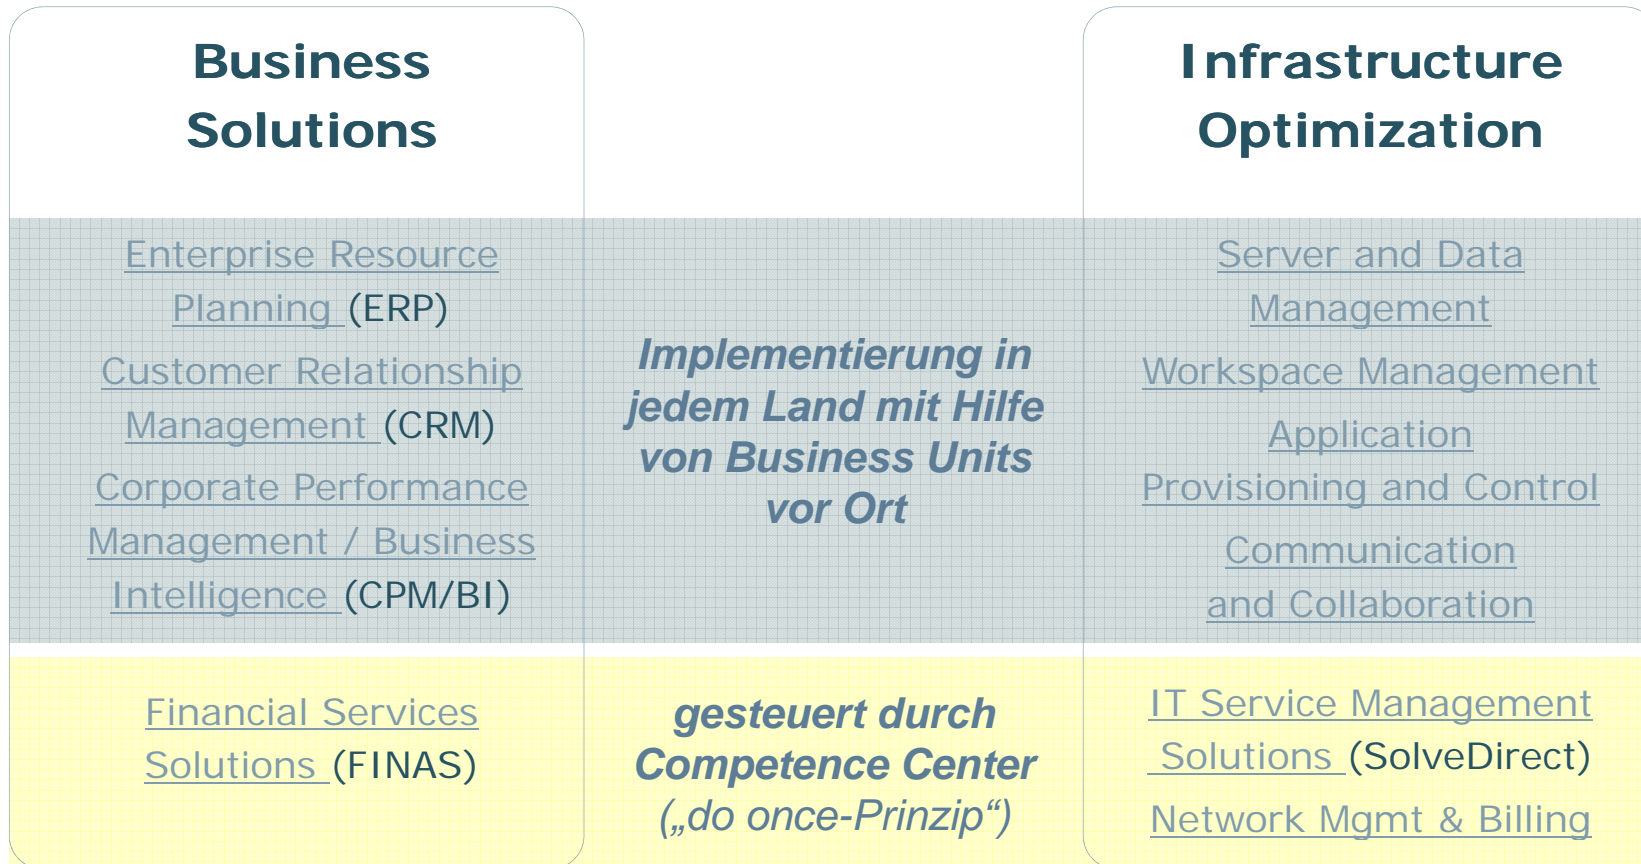 Business
Solutions
Enterprise Resource
Planning (ERP)
Customer Relationship
Management (CRM)
Corporate Performance
Management / Business
Intelligence (CPM/BI)
Financial Services
Solutions (FINAS)
Implementierung in
jedem Land mit Hilfe
von Business Units
vor Ort
gesteuert durch
Competence Center
(„do once-Prinzip“)
Infrastructure
Optimization
Server and Data
Management
Workspace Management
Application
Provisioning and Control
Communication
and Collaboration
IT Service Management
Solutions (SolveDirect)
Network Mgmt & Billing